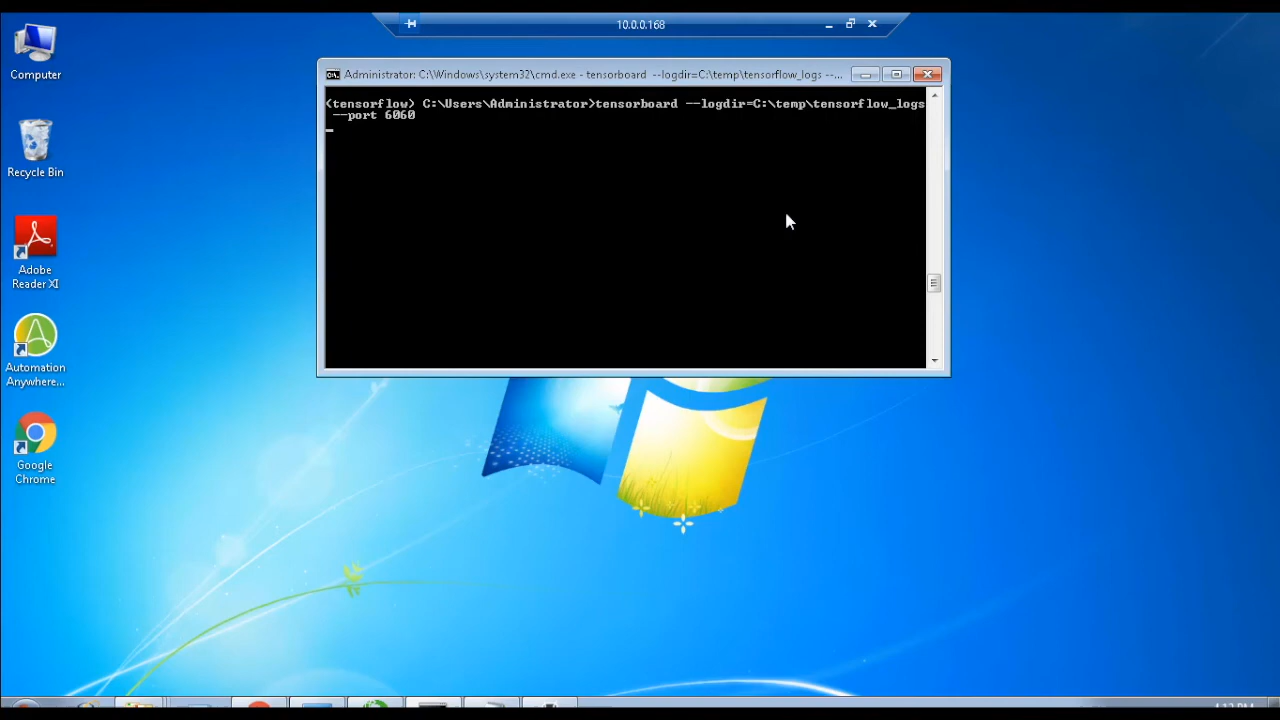 10.0.0.168
Computer
Administrator: C:\Windows\system32\cmd.exe - tensorboard --logdir=C:\temp\tensorflow_logs --...
(tensorflow) C:\Users\Administrator>tensorboard --logdir=C:\temp\tensorflow_logs
--port 6060
Recycle Bin
Adobe
Reader XI
Automation
Anywhere...
Google
Chrome